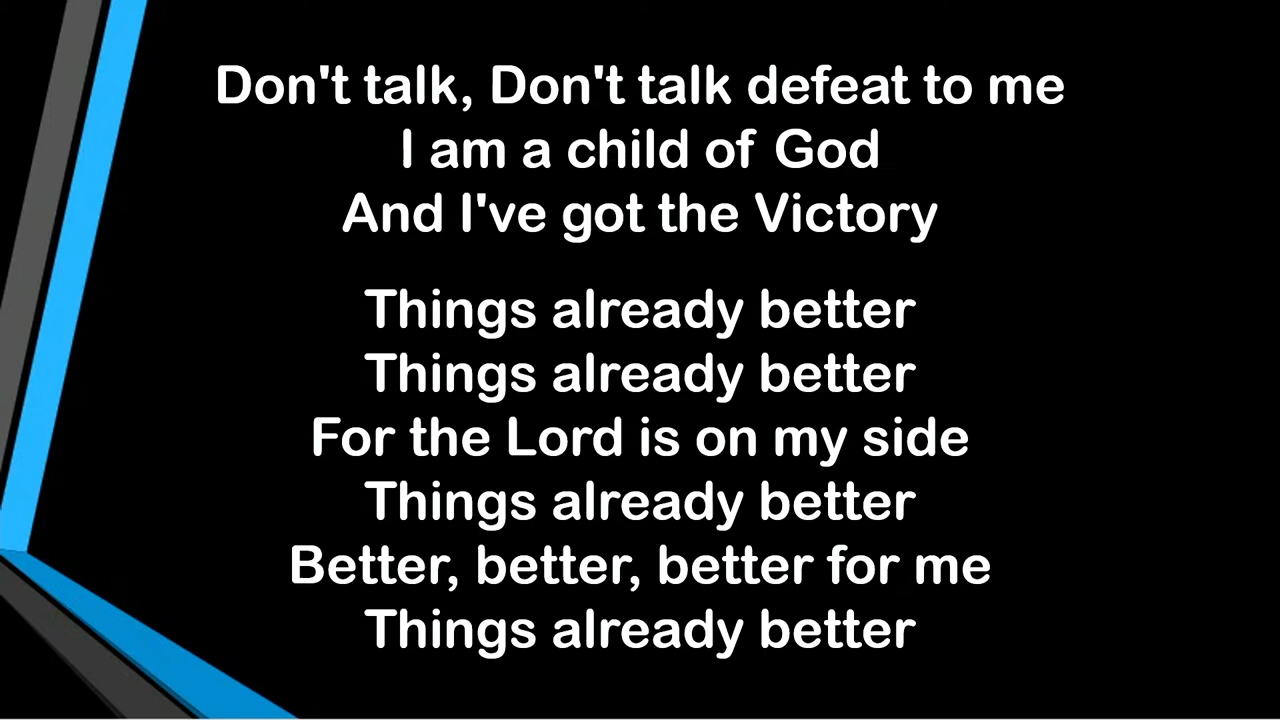 Don't talk, Don't talk defeat to me
I am a child of God
And I've got the Victory
Things already better
Things already better
For the Lord is on my side
Things already better
Better, better, better for me
Things already better